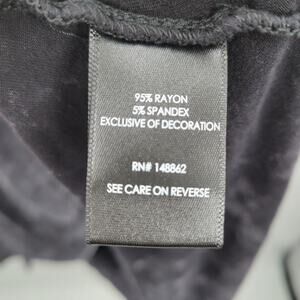 95% RAYON
5% SPANDEX
EXCLUSIVE OF DECORATION
RN# 148862
SEE CARE ON REVERSE